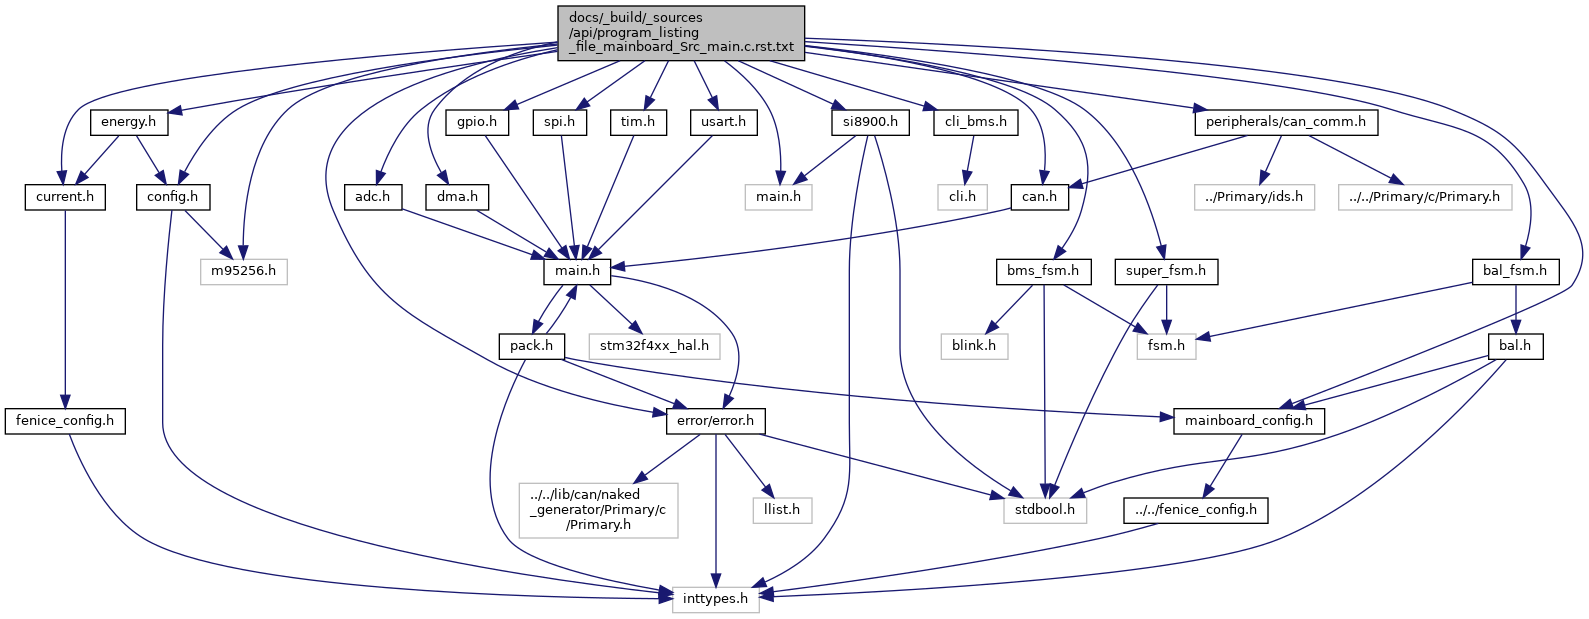 docs/_build/_sources
/api/program_listing
_file_mainboard_Src_main.c.rst.txt
energy.h
gpio.h
spi.h
tim.h
usart.h
si8900.h
cli_bms.h
peripherals/can_comm.h
current.h
config.h
adc.h
dma.h
main.h
cli.h
can.h
../Primary/ids.h
../../Primary/c/Primary.h
m95256.h
main.h
bms_fsm.h
super_fsm.h
bal_fsm.h
pack.h
stm32f4xx_hal.h
blink.h
fsm.h
bal.h
fenice_config.h
error/error.h
mainboard_config.h
../../lib/can/naked
_generator/Primary/c
/Primary.h
llist.h
stdbool.h
../../fenice_config.h
inttypes.h